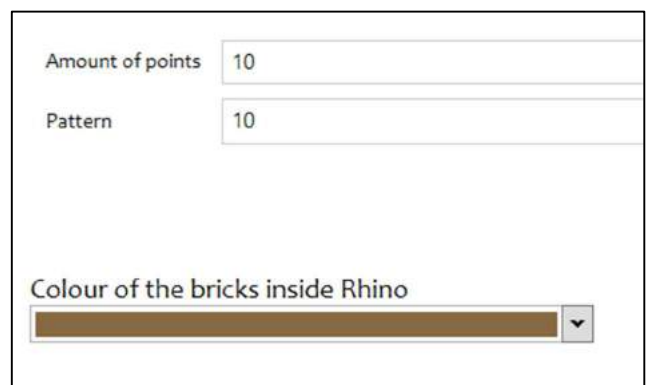 Amount of points 10
Pattern 10
Colour of the bricks inside Rhino